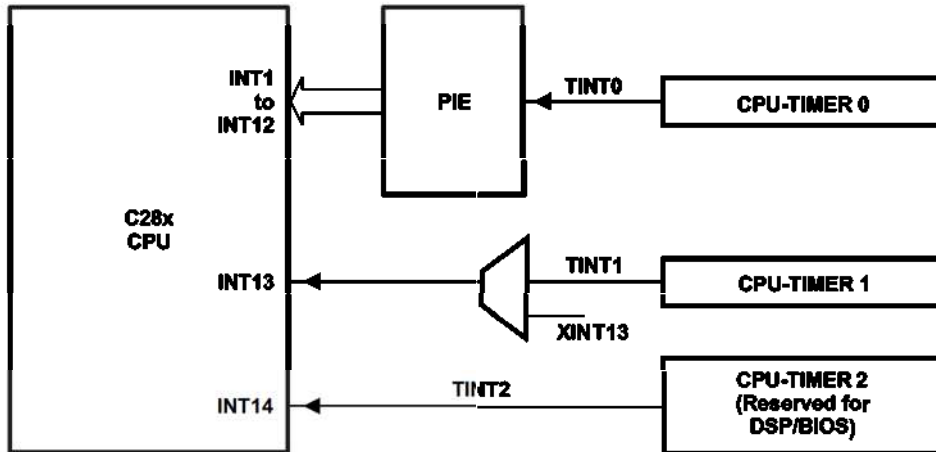 INT1
to
INT12
PIE
TINT0
CPU-TIMER 0
C28x
CPU
INT13
TINT1
CPU-TIMER 1
XINT13
INT14
TINT2
CPU-TIMER 2
(Reserved for
DSP/BIOS)